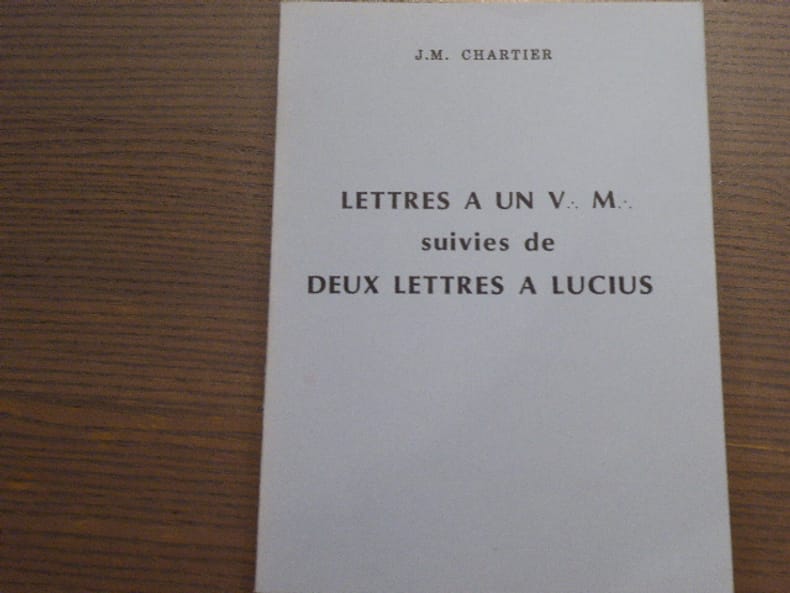 J.M. CHARTIER
LETTRES A UN V∴ M∴
suivies de
DEUX LETTRES A LUCIUS